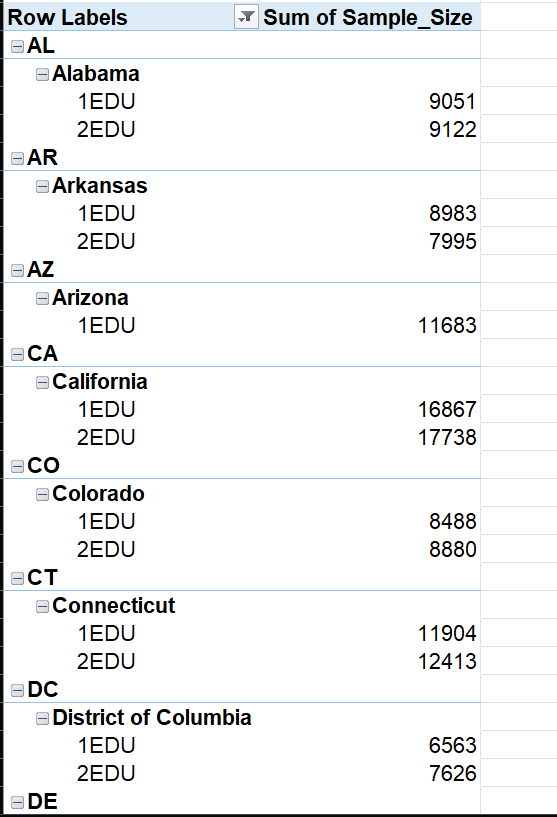 Row Labels Sum of Sample_Size
AL
Alabama
1EDU 9051
2EDU 9122
AR
Arkansas
1EDU 8983
2EDU 7995
AZ
Arizona
1EDU 11683
CA
California
1EDU 16867
2EDU 17738
CO
Colorado
1EDU 8488
2EDU 8880
CT
Connecticut
1EDU 11904
2EDU 12413
DC
District of Columbia
1EDU 6563
2EDU 7626
DE